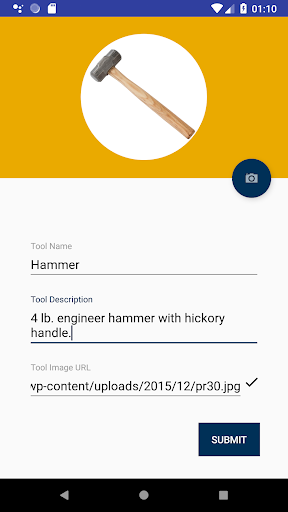 01:10
Tool Name
Hammer
Tool Description
4 lb. engineer hammer with hickory
handle.
Tool Image URL
vp-content/uploads/2015/12/pr30.jpg
SUBMIT